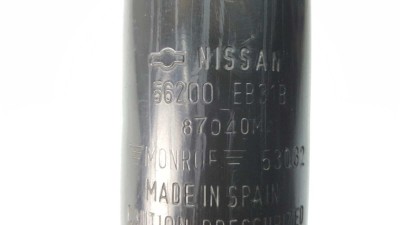 NISSAN
56200 EB31B
87040M
MONROE 53062
MADE IN SPAIN